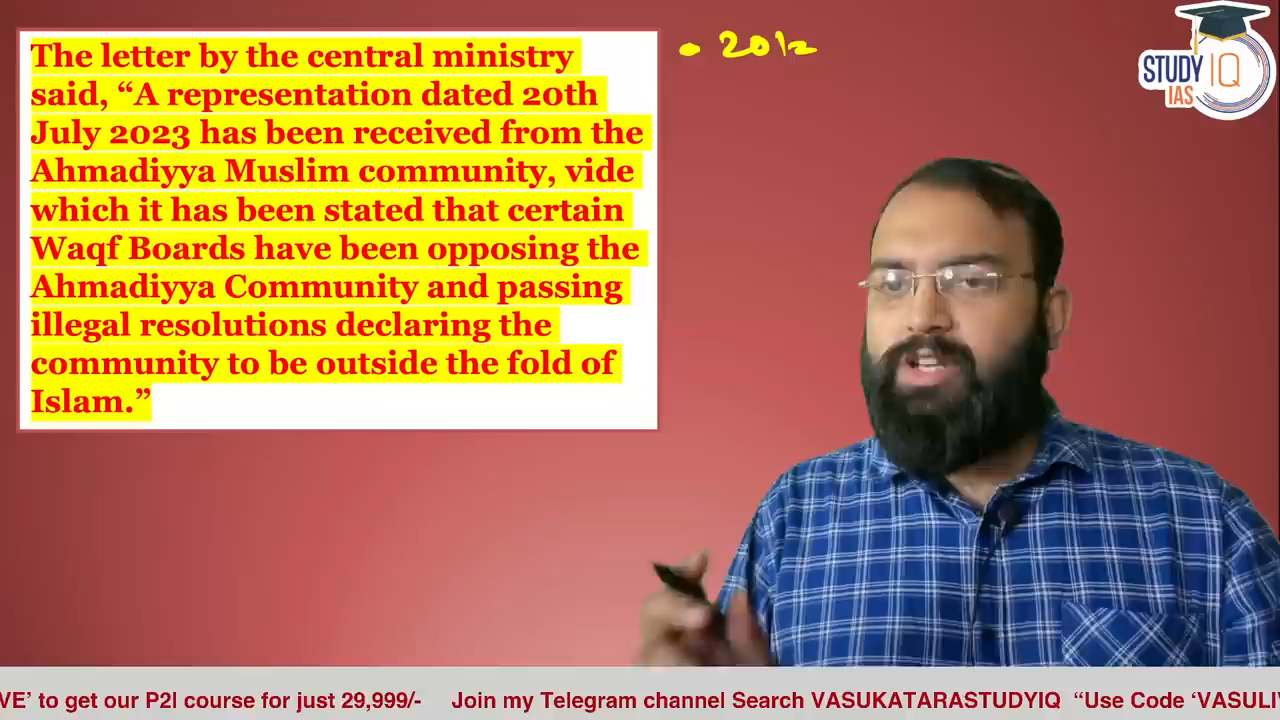 The letter by the central ministry
said, “A representation dated 20th
July 2023 has been received from the
Ahmadiyya Muslim community, vide
which it has been stated that certain
Waqf Boards have been opposing the
Ahmadiyya Community and passing
illegal resolutions declaring the
community to be outside the fold of
Islam.”
• 2012
STUDY IQ
IAS
VE’ to get our P2I course for just 29,999/- Join my Telegram channel Search VASUKATARASTUDYIQ “Use Code ‘VASULI